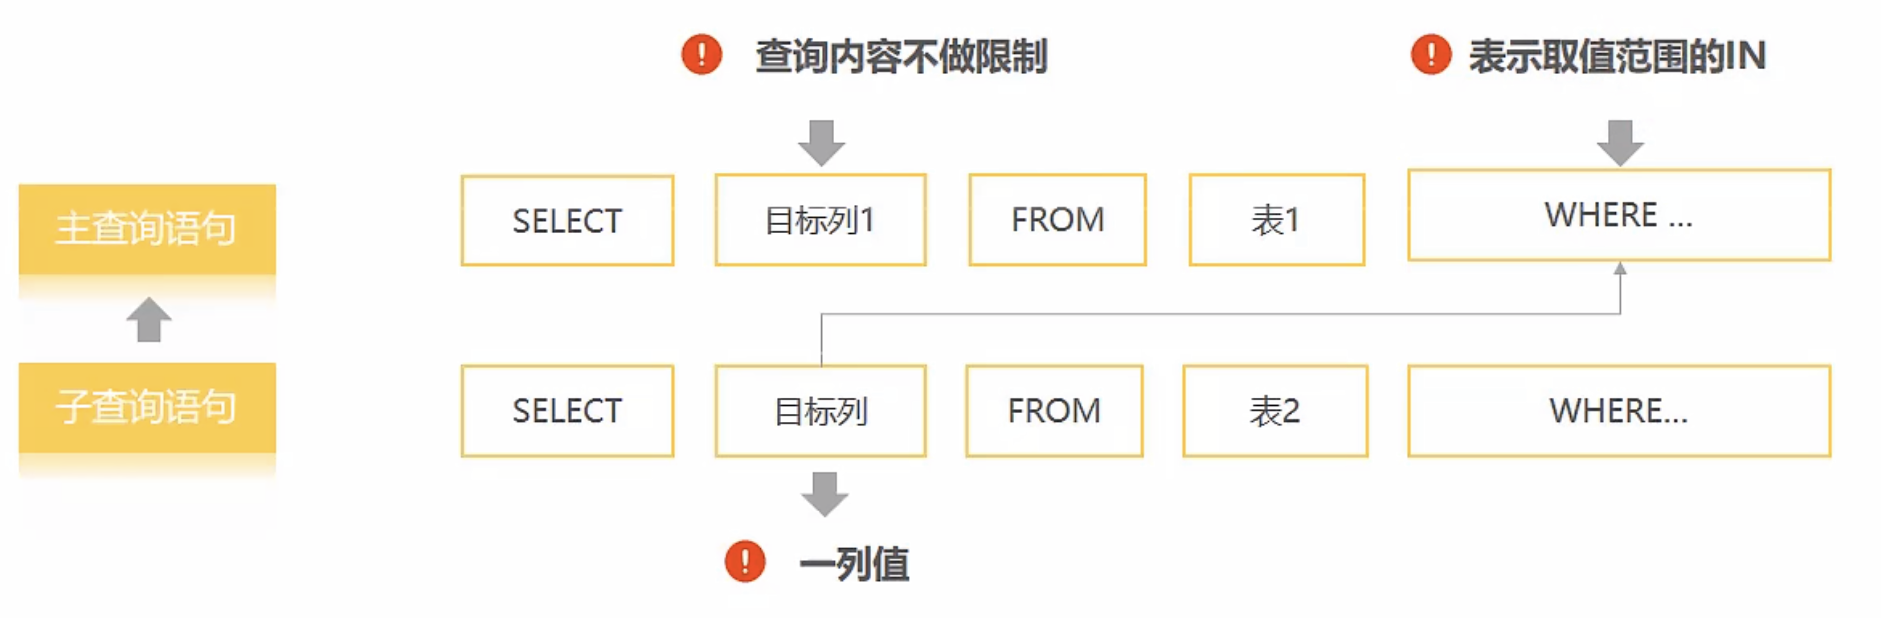 ! 查询内容不做限制
! 表示取值范围的IN
主查询语句
SELECT
目标列1
FROM
表1
WHERE ...
子查询语句
SELECT
目标列
FROM
表2
WHERE...
! 一列值